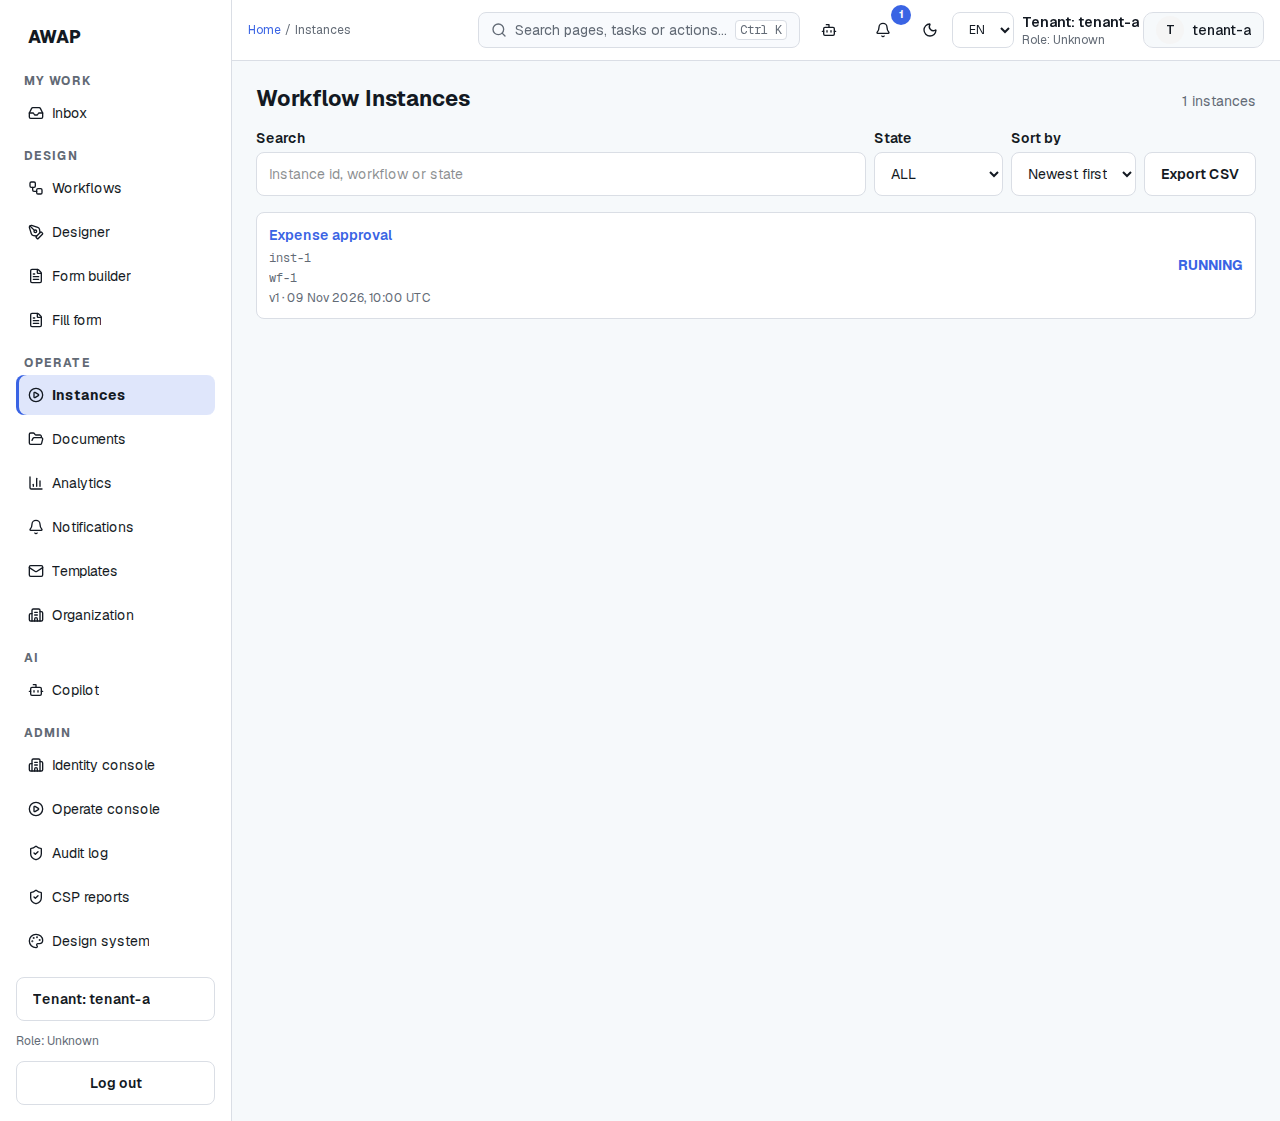 AWAP
MY WORK
Inbox
DESIGN
Workflows
Designer
Form builder
Fill form
OPERATE
Instances
Documents
Analytics
Notifications
Templates
Organization
AI
Copilot
ADMIN
Identity console
Operate console
Audit log
CSP reports
Design system
Tenant: tenant-a
Role: Unknown
Log out
Home / Instances
Search pages, tasks or actions... Ctrl K
1
EN
Tenant: tenant-a
Role: Unknown
T tenant-a
Workflow Instances
1 instances
Search
Instance id, workflow or state
State
ALL
Sort by
Newest first
Export CSV
Expense approval
inst-1
wf-1
v1 · 09 Nov 2026, 10:00 UTC
RUNNING